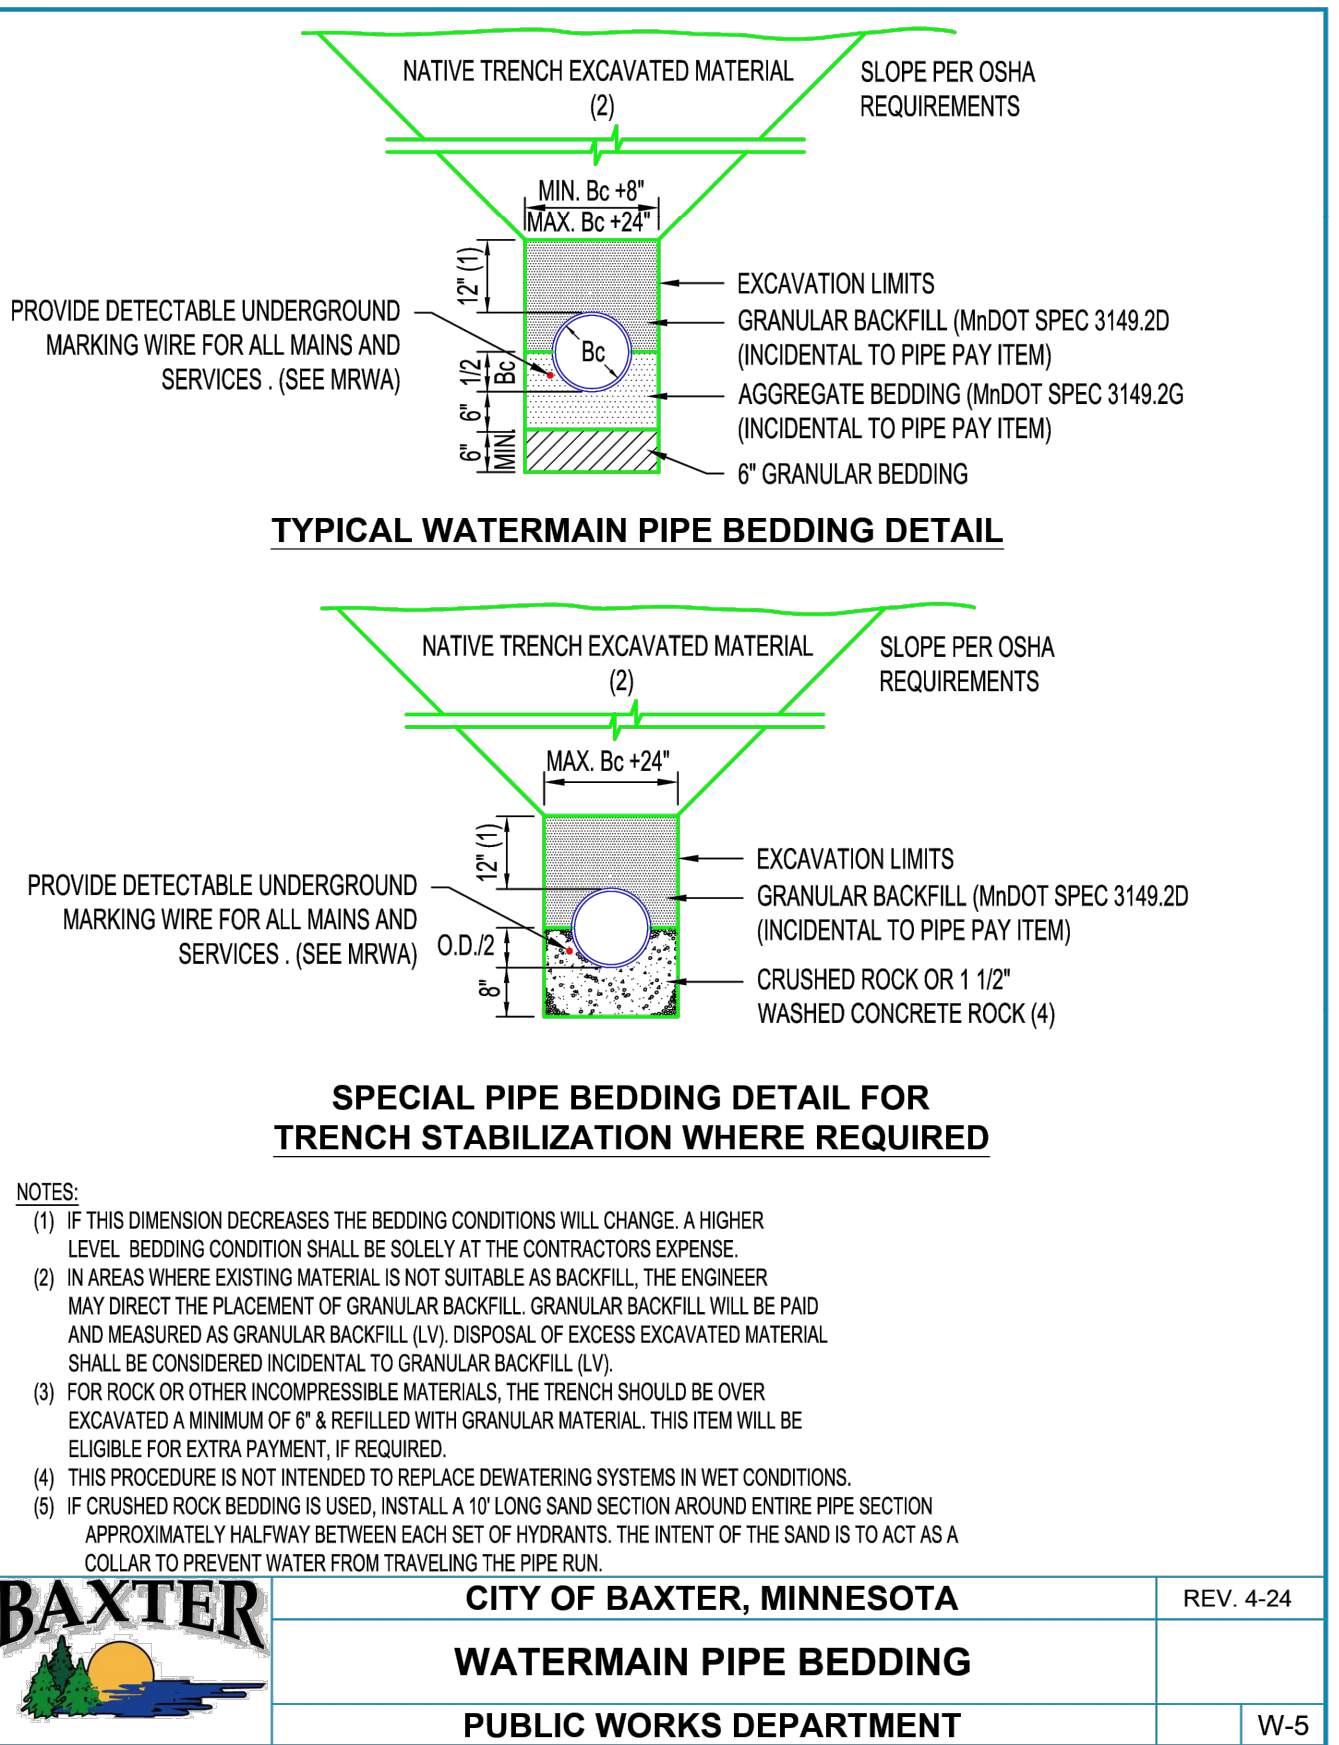 NATIVE TRENCH EXCAVATED MATERIAL
(2)
SLOPE PER OSHA
REQUIREMENTS
MIN. Bc +8"
MAX. Bc +24"
12" (1)
1/2
Bc
6"
6"
MIN.
Bc
PROVIDE DETECTABLE UNDERGROUND
MARKING WIRE FOR ALL MAINS AND
SERVICES . (SEE MRWA)
EXCAVATION LIMITS
GRANULAR BACKFILL (MnDOT SPEC 3149.2D
(INCIDENTAL TO PIPE PAY ITEM)
AGGREGATE BEDDING (MnDOT SPEC 3149.2G
(INCIDENTAL TO PIPE PAY ITEM)
6" GRANULAR BEDDING
TYPICAL WATERMAIN PIPE BEDDING DETAIL
NATIVE TRENCH EXCAVATED MATERIAL
(2)
SLOPE PER OSHA
REQUIREMENTS
MAX. Bc +24"
12" (1)
O.D./2
8"
PROVIDE DETECTABLE UNDERGROUND
MARKING WIRE FOR ALL MAINS AND
SERVICES . (SEE MRWA)
EXCAVATION LIMITS
GRANULAR BACKFILL (MnDOT SPEC 3149.2D
(INCIDENTAL TO PIPE PAY ITEM)
CRUSHED ROCK OR 1 1/2"
WASHED CONCRETE ROCK (4)
SPECIAL PIPE BEDDING DETAIL FOR
TRENCH STABILIZATION WHERE REQUIRED
NOTES:
(1) IF THIS DIMENSION DECREASES THE BEDDING CONDITIONS WILL CHANGE. A HIGHER
LEVEL BEDDING CONDITION SHALL BE SOLELY AT THE CONTRACTORS EXPENSE.
(2) IN AREAS WHERE EXISTING MATERIAL IS NOT SUITABLE AS BACKFILL, THE ENGINEER
MAY DIRECT THE PLACEMENT OF GRANULAR BACKFILL. GRANULAR BACKFILL WILL BE PAID
AND MEASURED AS GRANULAR BACKFILL (LV). DISPOSAL OF EXCESS EXCAVATED MATERIAL
SHALL BE CONSIDERED INCIDENTAL TO GRANULAR BACKFILL (LV).
(3) FOR ROCK OR OTHER INCOMPRESSIBLE MATERIALS, THE TRENCH SHOULD BE OVER
EXCAVATED A MINIMUM OF 6" & REFILLED WITH GRANULAR MATERIAL. THIS ITEM WILL BE
ELIGIBLE FOR EXTRA PAYMENT, IF REQUIRED.
(4) THIS PROCEDURE IS NOT INTENDED TO REPLACE DEWATERING SYSTEMS IN WET CONDITIONS.
(5) IF CRUSHED ROCK BEDDING IS USED, INSTALL A 10' LONG SAND SECTION AROUND ENTIRE PIPE SECTION
APPROXIMATELY HALFWAY BETWEEN EACH SET OF HYDRANTS. THE INTENT OF THE SAND IS TO ACT AS A
COLLAR TO PREVENT WATER FROM TRAVELING THE PIPE RUN.
BAXTER
CITY OF BAXTER, MINNESOTA
REV. 4-24
WATERMAIN PIPE BEDDING
PUBLIC WORKS DEPARTMENT
W-5